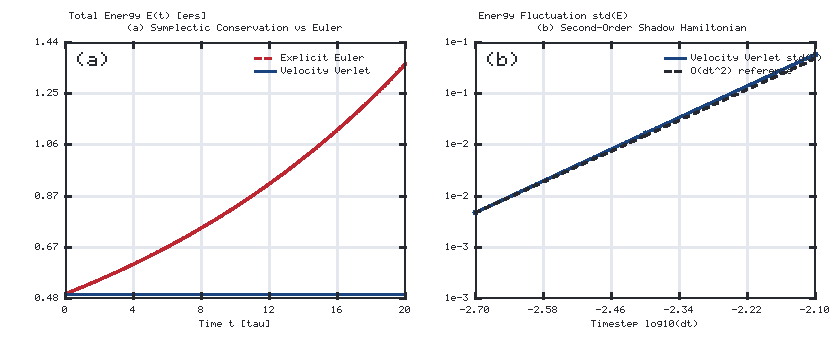 Total Energy E(t) [eps]
(a) Symplectic Conservation vs Euler
(a)
Explicit Euler
Velocity Verlet
1.44
1.25
1.06
0.87
0.67
0.48
0
4
8
12
16
20
Time t [tau]
Energy Fluctuation std(E)
(b) Second-Order Shadow Hamiltonian
(b)
Velocity Verlet std(E)
O(dt^2) reference
1e-1
1e-1
1e-2
1e-2
1e-3
1e-3
-2.70
-2.58
-2.46
-2.34
-2.22
-2.10
Timestep log10(dt)